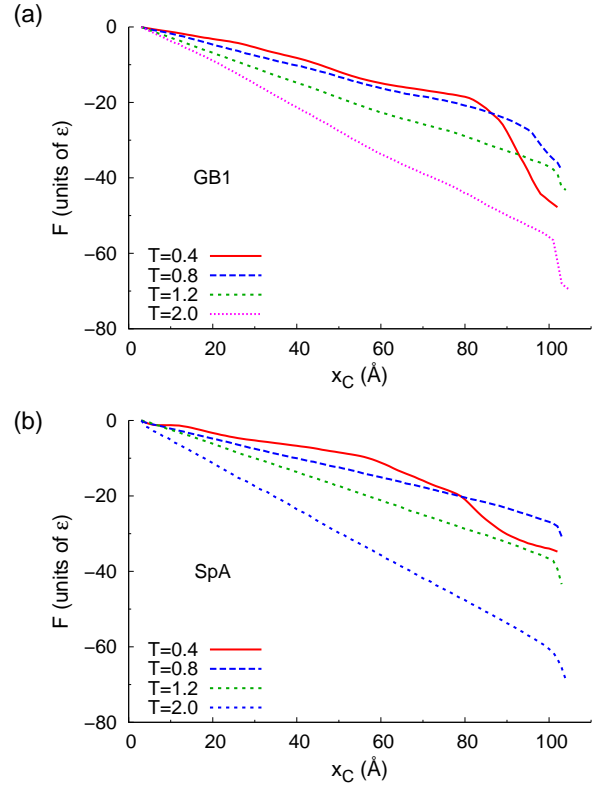 (a)
0
−20
−40
−60
−80
F (units of ε)
GB1
T=0.4
T=0.8
T=1.2
T=2.0
0 20 40 60 80 100
x_C (Å)
(b)
0
−20
−40
−60
−80
F (units of ε)
SpA
T=0.4
T=0.8
T=1.2
T=2.0
0 20 40 60 80 100
x_C (Å)